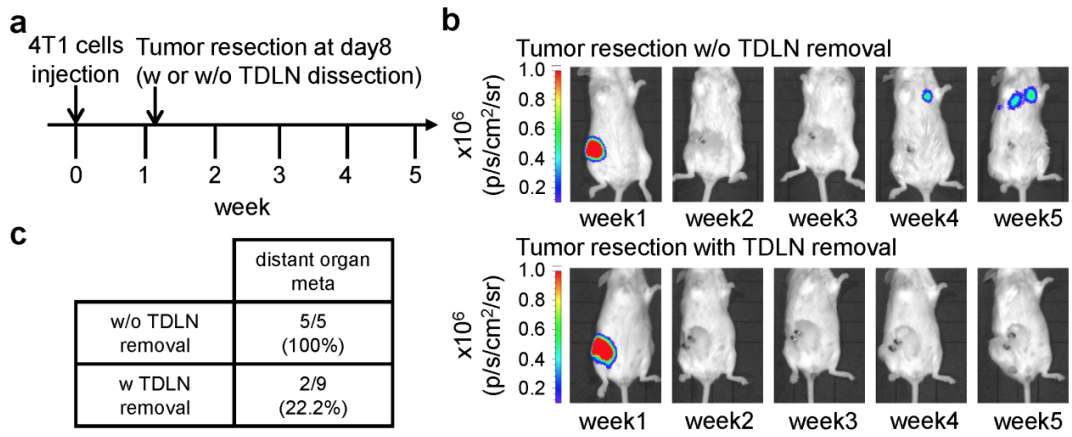 a
4T1 cells
injection
Tumor resection at day8
(w or w/o TDLN dissection)
0 1 2 3 4 5
week
b
Tumor resection w/o TDLN removal
x10⁶
(p/s/cm²/sr)
1.0
0.8
0.6
0.4
0.2
week1 week2 week3 week4 week5
Tumor resection with TDLN removal
x10⁶
(p/s/cm²/sr)
1.0
0.8
0.6
0.4
0.2
week1 week2 week3 week4 week5
c
distant organ
meta
w/o TDLN
removal
5/5
(100%)
w TDLN
removal
2/9
(22.2%)